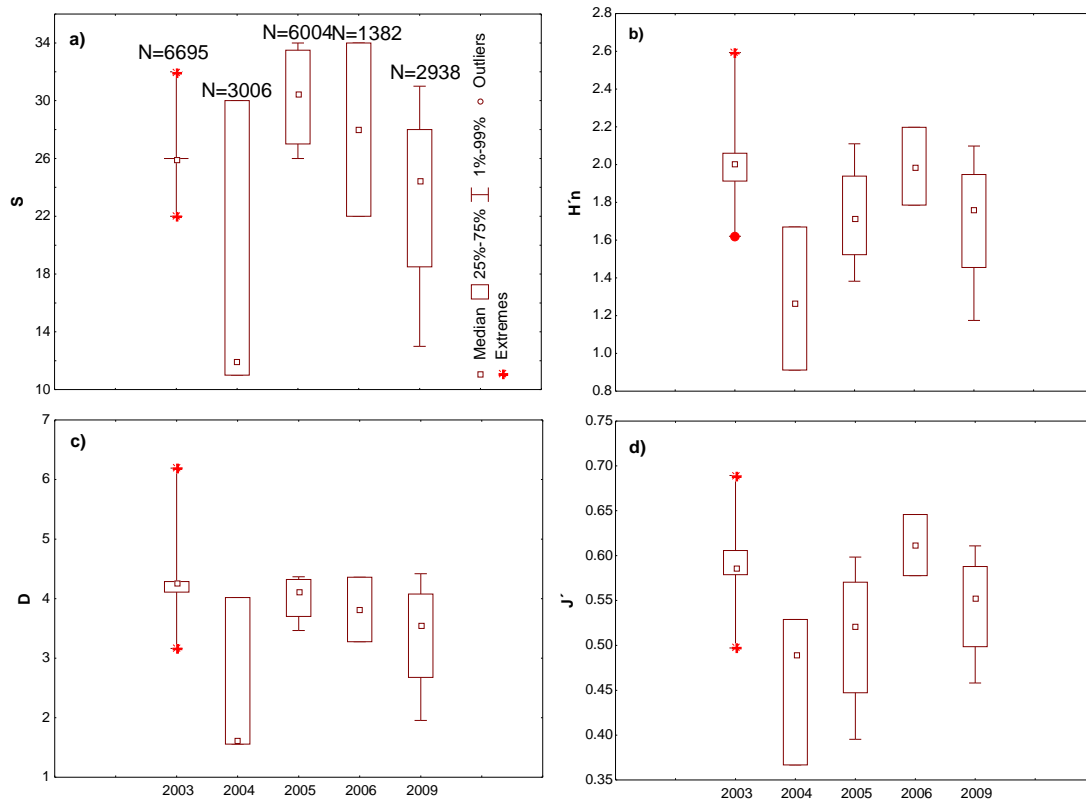 a)
34
30
26
22
18
14
10
S
N=6695
N=3006
N=6004
N=1382
N=2938
Median
25%-75%
1%-99%
Outliers
Extremes
b)
2.8
2.6
2.4
2.2
2.0
1.8
1.6
1.4
1.2
1.0
0.8
H´n
c)
7
6
5
4
3
2
1
D
2003
2004
2005
2006
2009
d)
0.75
0.70
0.65
0.60
0.55
0.50
0.45
0.40
0.35
J´
2003
2004
2005
2006
2009